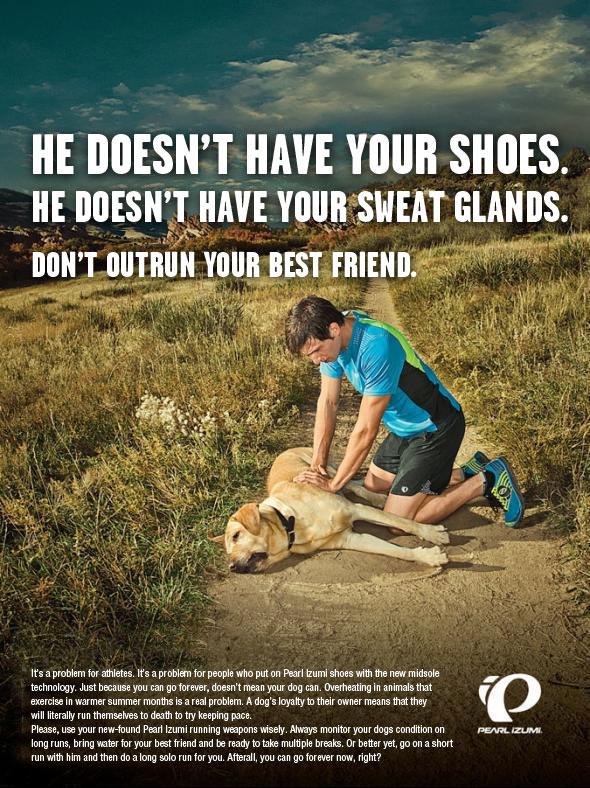 HE DOESN'T HAVE YOUR SHOES.
HE DOESN'T HAVE YOUR SWEAT GLANDS.
DON'T OUTRUN YOUR BEST FRIEND.
It's a problem for athletes. It's a problem for people who put on Pearl Izumi shoes with the new midsole
technology. Just because you can go forever, doesn't mean your dog can. Overheating in animals that
exercise in warmer summer months is a real problem. A dog's loyalty to their owner means that they
will literally run themselves to death to try keeping pace.
Please, use your new-found Pearl Izumi running weapons wisely. Always monitor your dogs condition on
long runs, bring water for your best friend and be ready to take multiple breaks. Or better yet, go on a short
run with him and then do a long solo run for you. Afterall, you can go forever now, right?
PEARL iZUMi